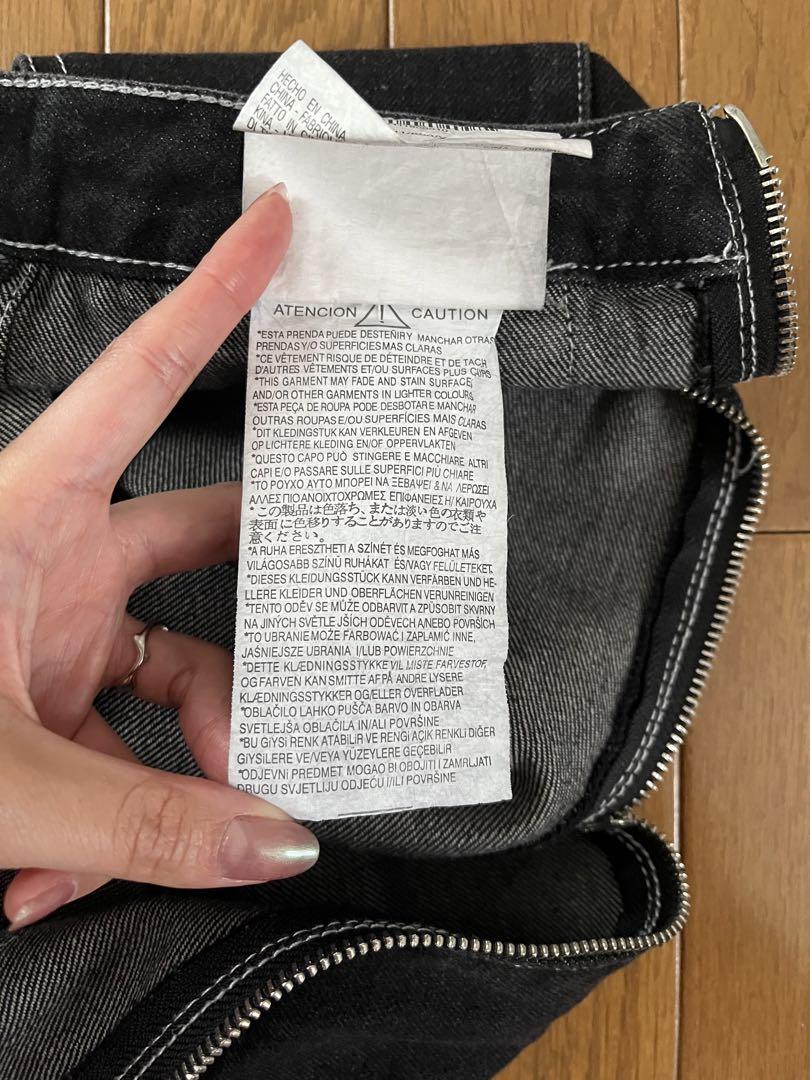 HECHO EN CHINA
CHINA - FABRIQU
FATTO IN
KINA
ATENCION CAUTION
*ESTA PRENDA PUEDE DESTEÑIR Y MANCHAR OTRAS
PRENDAS Y/O SUPERFICIES MAS CLARAS
*CE VÊTEMENT RISQUE DE DÉTEINDRE ET DE TACH
D'AUTRES VÊTEMENTS ET/OU SURFACES PLUS
*THIS GARMENT MAY FADE AND STAIN SURFACE
AND/OR OTHER GARMENTS IN LIGHTER COLOURS
*ESTA PEÇA DE ROUPA PODE DESBOTAR E MANCHAR
OUTRAS ROUPAS E/OU SUPERFÍCIES MAIS CLARAS
*DIT KLEDINGSTUK KAN VERKLEUREN EN AFGEVEN
OP LICHTERE KLEDING EN/OF OPPERVLAKTEN
*QUESTO CAPO PUÒ STINGERE E MACCHIARE ALTRI
CAPI E/O PASSARE SULLE SUPERFICI PIÙ CHIARE
*ΤΟ ΡΟΥΧΟ ΑΥΤΟ ΜΠΟΡΕΙ ΝΑ ΞΕΒΑΨΕΙ & ΝΑ ΛΕΡΩΣΕΙ
ΑΛΛΕΣ ΠΙΟ ΑΝΟΙΧΤΟΧΡΩΜΕΣ ΕΠΙΦΑΝΕΙΕΣ Η/ ΚΑΙ ΡΟΥΧΑ
*この製品は色落ち、または淡い色の衣類や
表面に色移りすることがありますのでご注
意ください。
*A RUHA ERESZTHETI A SZÍNÉT ÉS MEGFOGHAT MÁS
VILÁGOSABB SZÍNŰ RUHÁKAT ÉS/VAGY FELÜLETEKET.
*DIESES KLEIDUNGSSTÜCK KANN VERFÄRBEN UND HE-
LLERE KLEIDER UND OBERFLÄCHEN VERUNREINIGEN
*TENTO ODĚV SE MŮŽE ODBARVIT A ZPŮSOBIT SKVRNY
NA JINÝCH SVĚTLEJŠÍCH ODĚVECH A/NEBO POVRŠÍCH
*TO UBRANIE MOŻE FARBOWAĆ I ZAPLAMIĆ INNE,
JAŚNIEJSZE UBRANIA I/LUB POWIERZCHNIE
*DETTE KLÆDNINGSSTYKKE VIL MISTE FARVESTOF,
OG FARVEN KAN SMITTE AF PÅ ANDRE LYSERE
KLÆDNINGSSTYKKER OG/ELLER OVERFLADER
*OBLAČILO LAHKO PUŠČA BARVO IN OBARVA
SVETLEJŠA OBLAČILA IN/ALI POVRŠINE
*BU GİYSİ RENK ATABİLİR VE RENGİ AÇIK RENKLİ DİĞER
GİYSİLERE VE/VEYA YÜZEYLERE GEÇEBİLİR
*ODJEVNI PREDMET MOGAO BI OBOJITI I ZAMRLJATI
DRUGU SVJETLIJU ODJEĆU I/ILI POVRŠINE